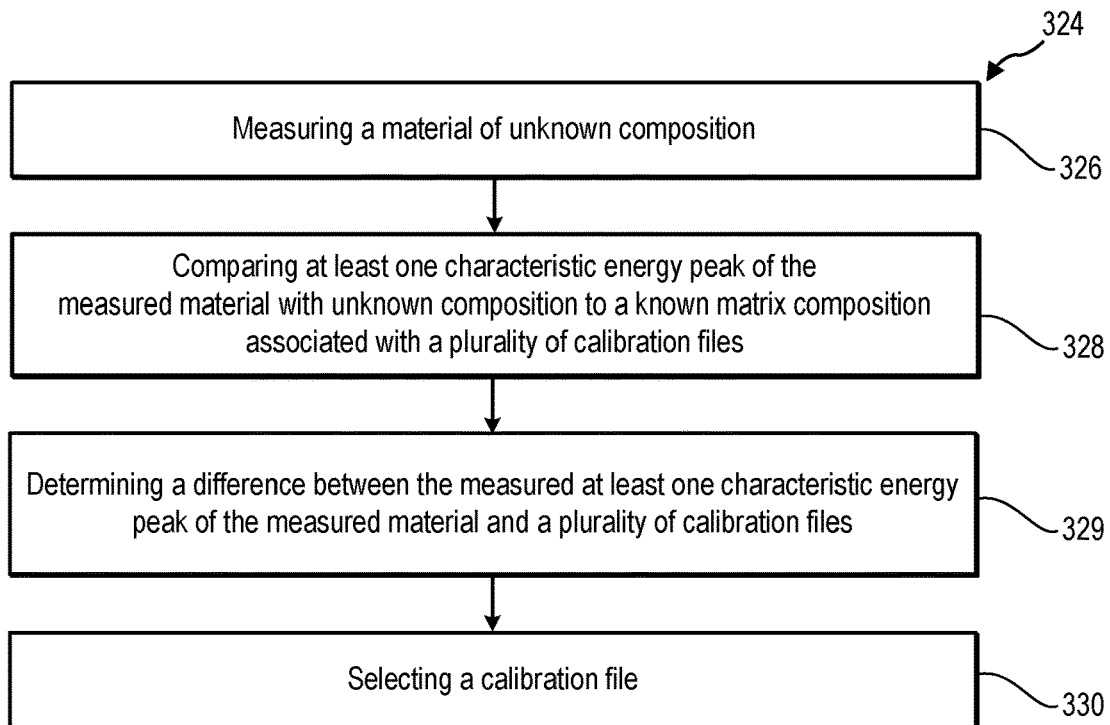 324
Measuring a material of unknown composition
326
Comparing at least one characteristic energy peak of the
measured material with unknown composition to a known matrix composition
associated with a plurality of calibration files
328
Determining a difference between the measured at least one characteristic energy
peak of the measured material and a plurality of calibration files
329
Selecting a calibration file
330